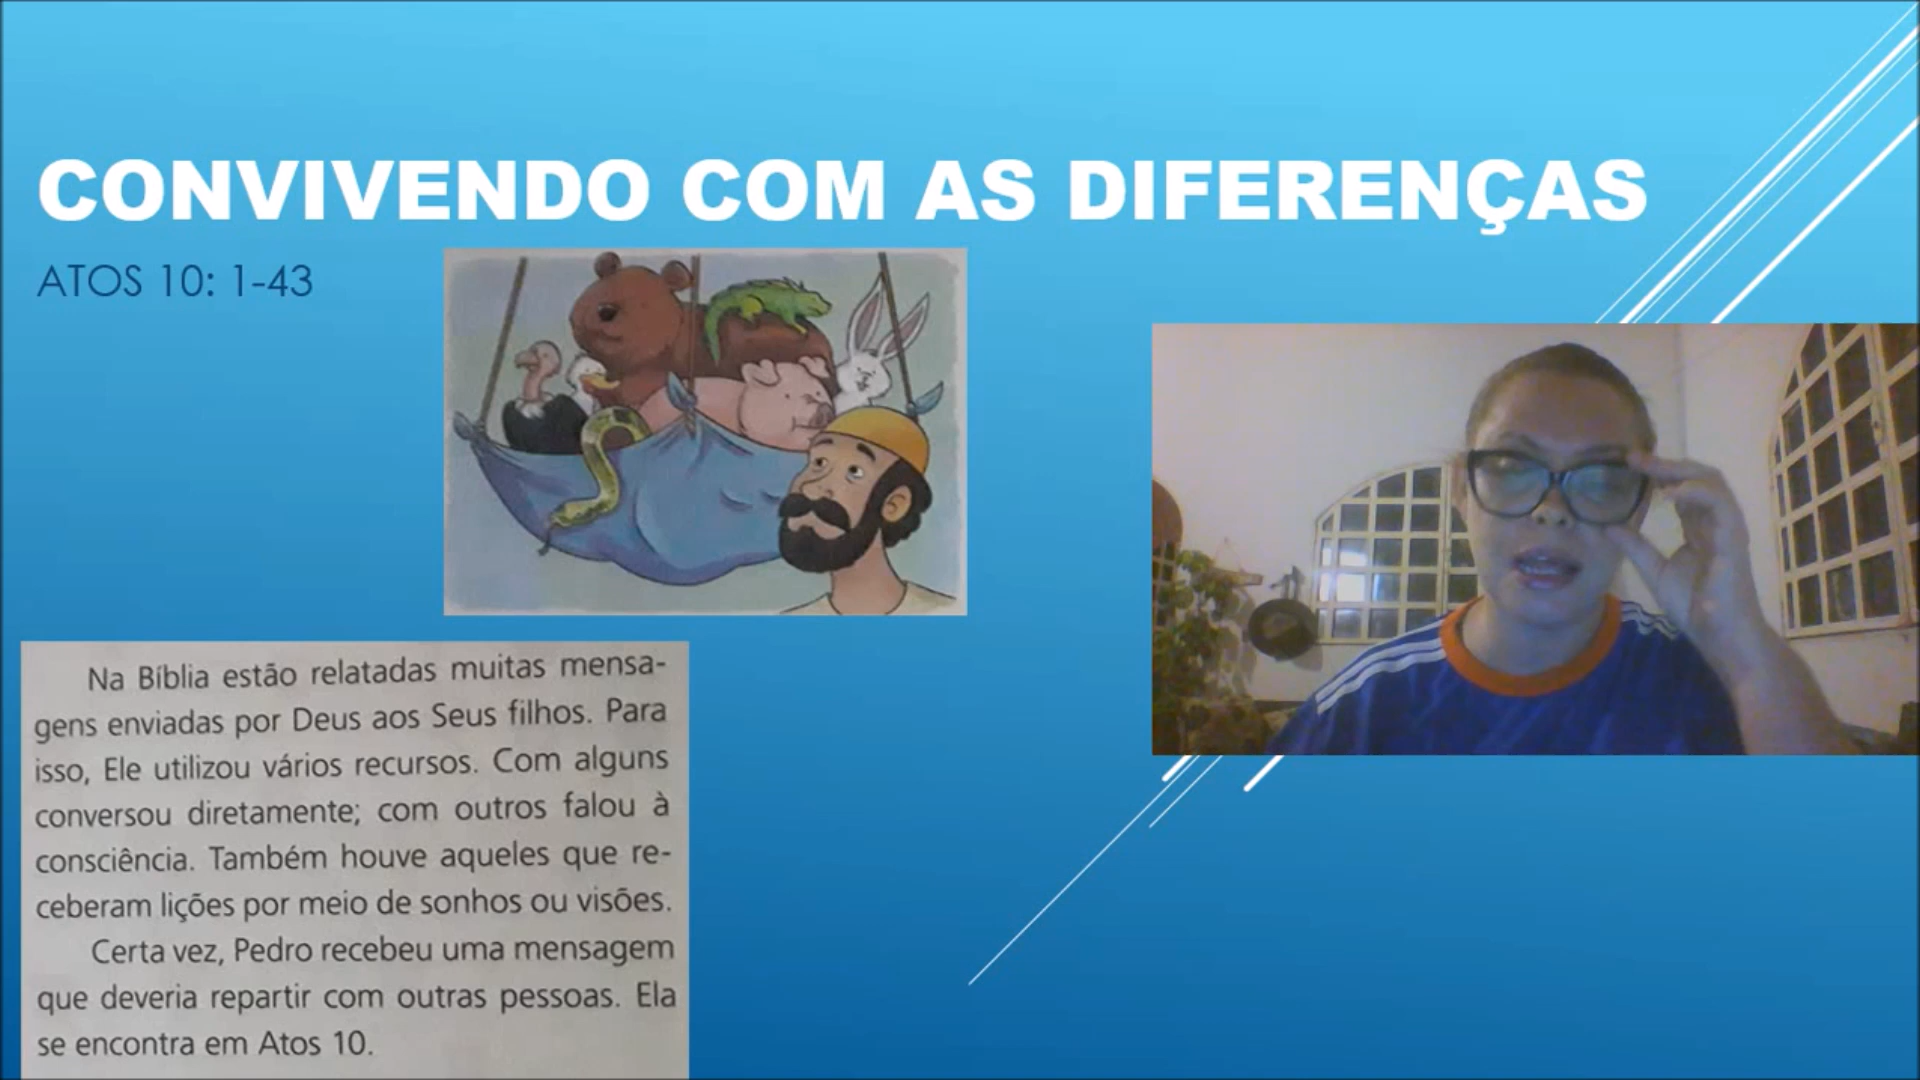 CONVIVENDO COM AS DIFERENÇAS
ATOS 10: 1-43
Na Bíblia estão relatadas muitas mensa-
gens enviadas por Deus aos Seus filhos. Para
isso, Ele utilizou vários recursos. Com alguns
conversou diretamente; com outros falou à
consciência. Também houve aqueles que re-
ceberam lições por meio de sonhos ou visões.
Certa vez, Pedro recebeu uma mensagem
que deveria repartir com outras pessoas. Ela
se encontra em Atos 10.